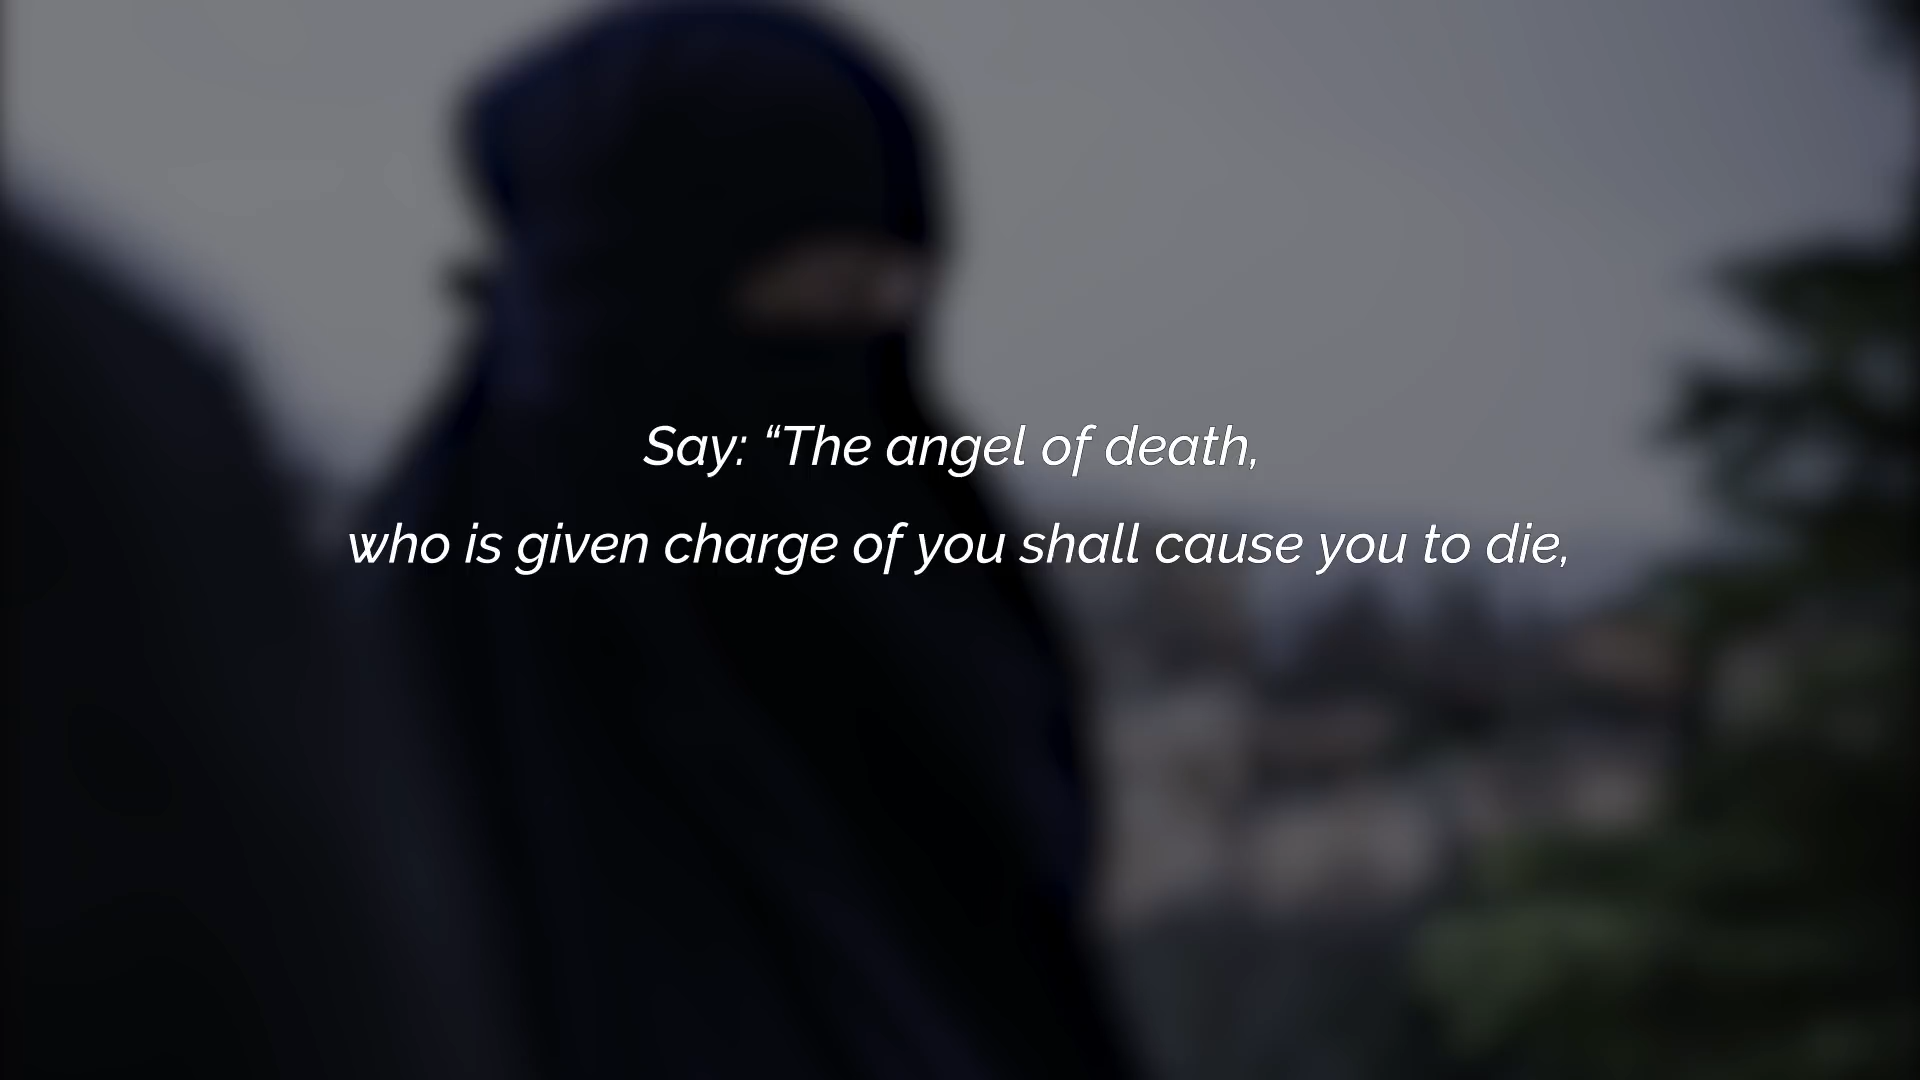 Say: “The angel of death,
who is given charge of you shall cause you to die,